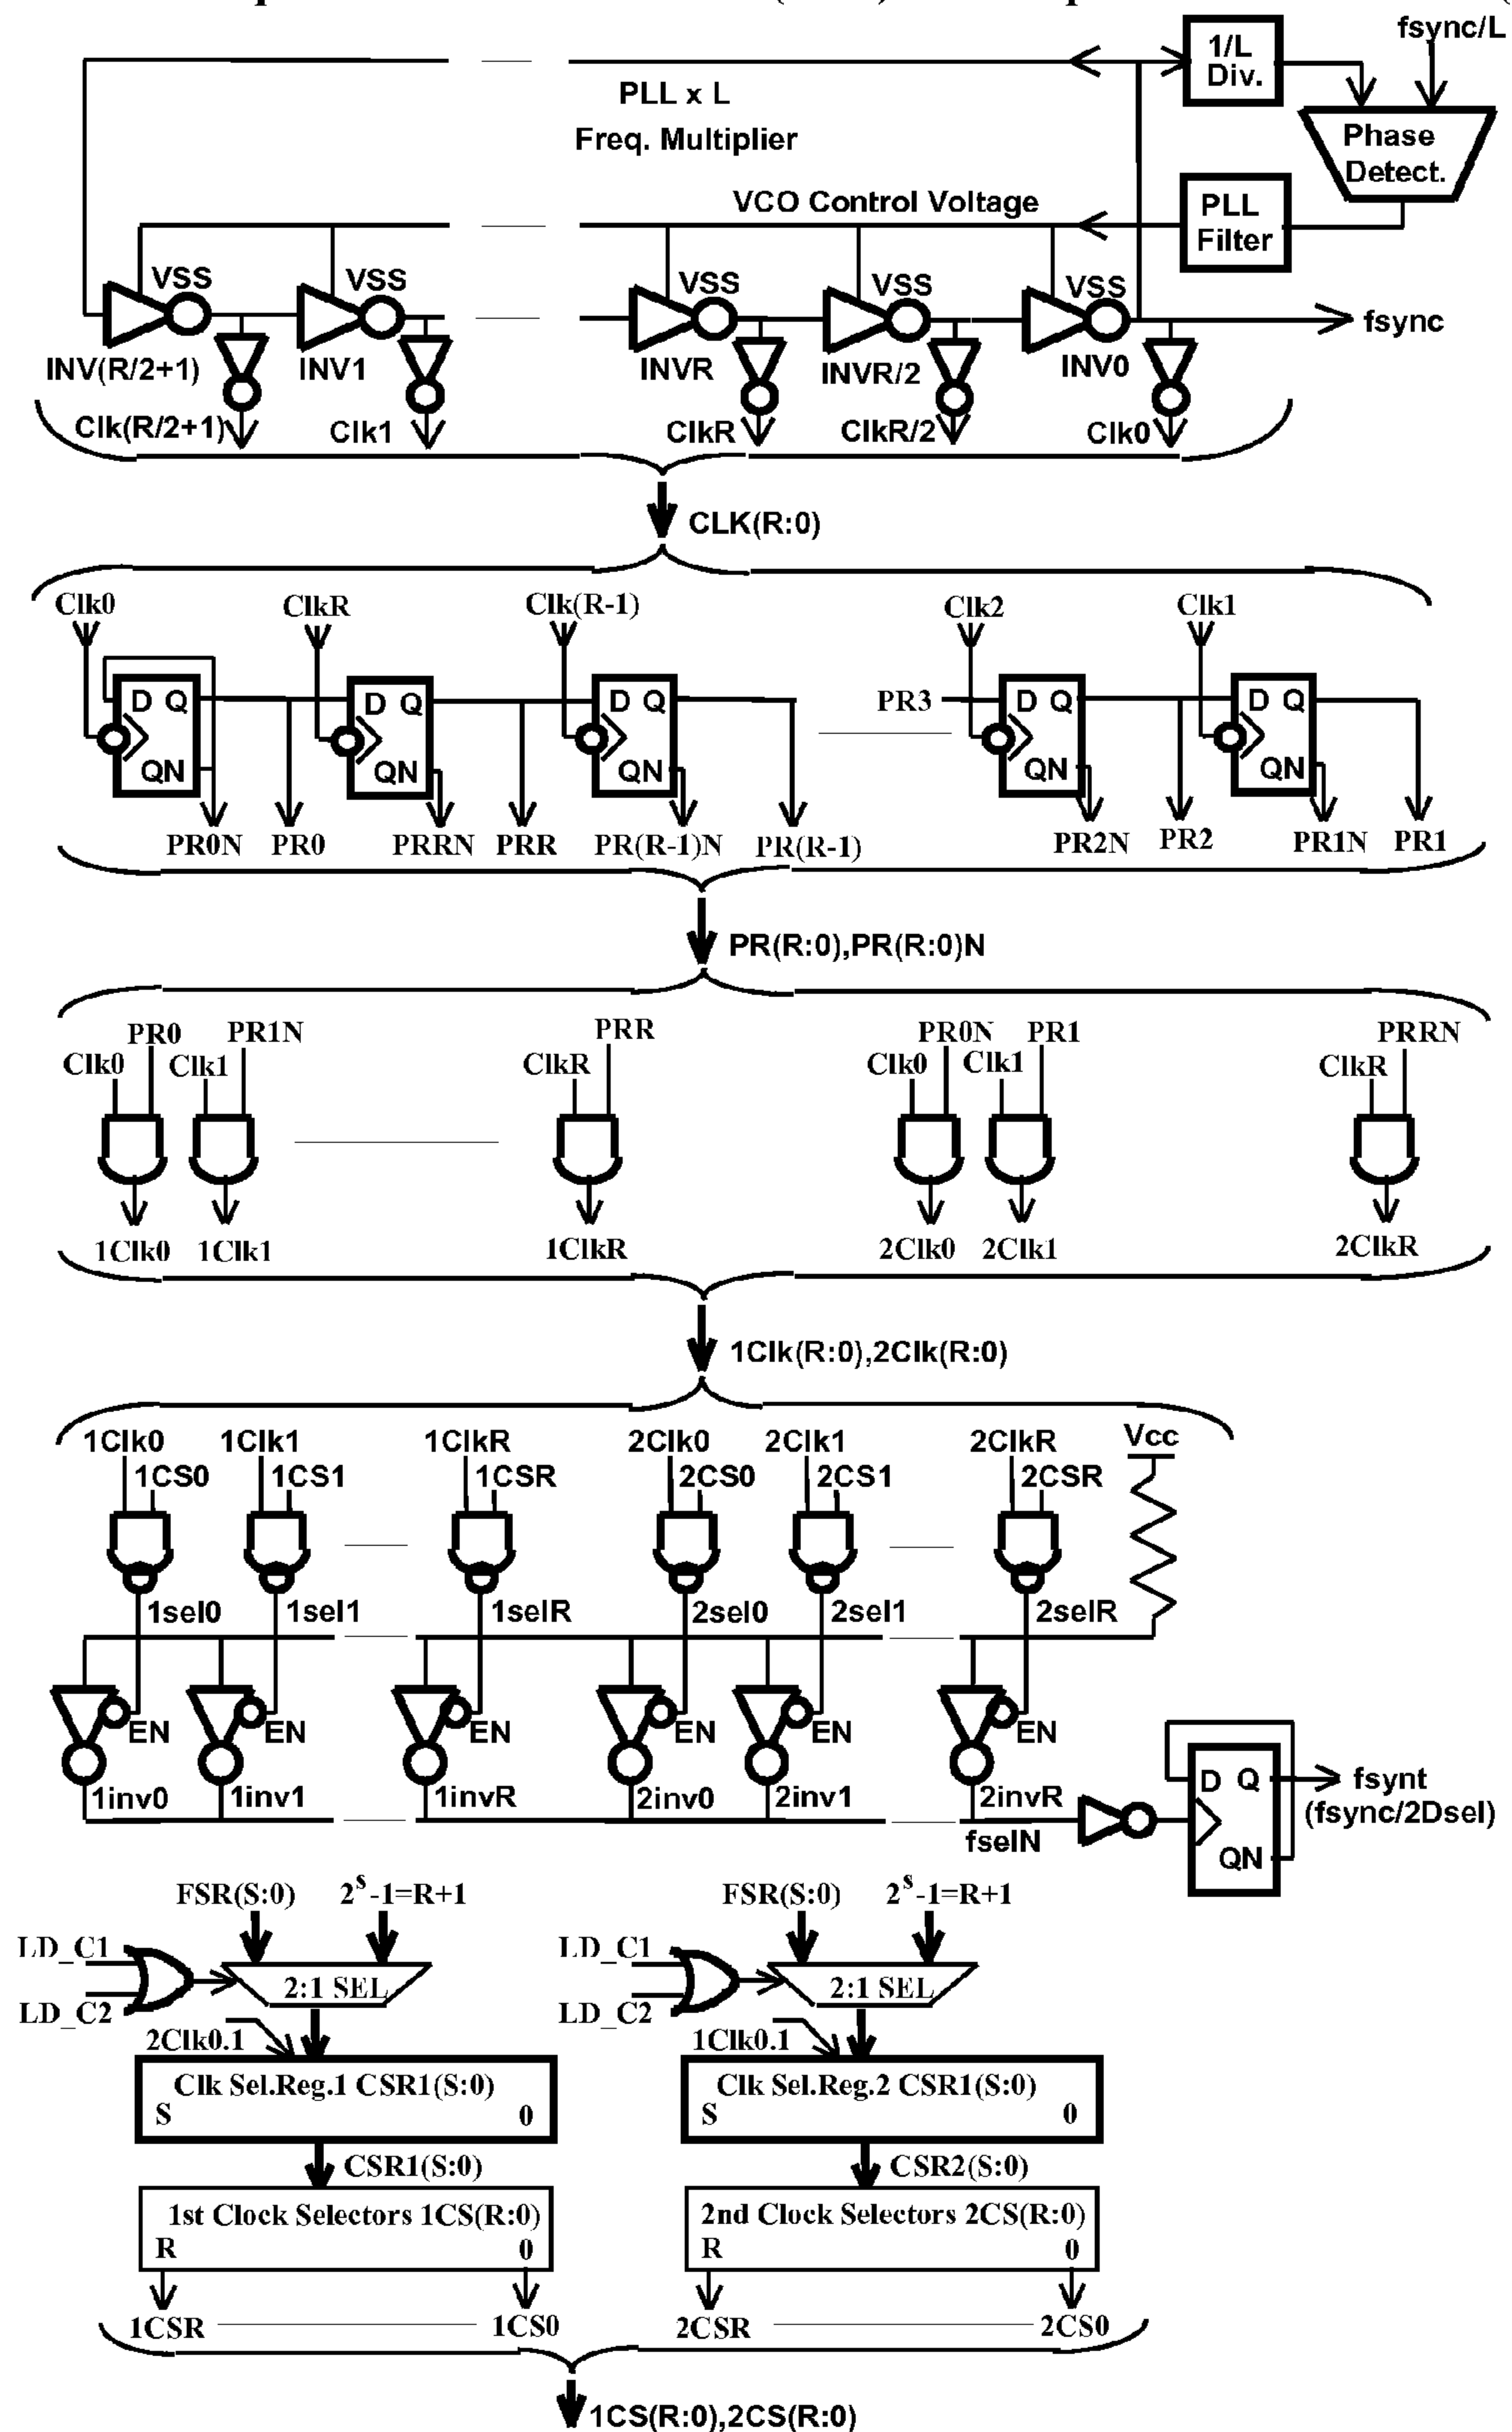 fsync/L
1/L
Div.
PLL x L
Freq. Multiplier
Phase
Detect.
VCO Control Voltage
PLL
Filter
VSS VSS VSS VSS VSS
fsync
INV(R/2+1) INV1 INVR INVR/2 INV0
Clk(R/2+1) Clk1 ClkR ClkR/2 Clk0
CLK(R:0)
Clk0 ClkR Clk(R-1) Clk2 Clk1
D Q D Q D Q PR3 D Q D Q
QN QN QN QN QN
PR0N PR0 PRRN PRR PR(R-1)N PR(R-1) PR2N PR2 PR1N PR1
PR(R:0),PR(R:0)N
PR0 PR1N PRR PR0N PR1 PRRN
Clk0 Clk1 ClkR Clk0 Clk1 ClkR
1Clk0 1Clk1 1ClkR 2Clk0 2Clk1 2ClkR
1Clk(R:0),2Clk(R:0)
1Clk0 1Clk1 1ClkR 2Clk0 2Clk1 2ClkR Vcc
1CS0 1CS1 1CSR 2CS0 2CS1 2CSR
1sel0 1sel1 1selR 2sel0 2sel1 2selR
EN EN EN EN EN EN
1inv0 1inv1 1invR 2inv0 2inv1 2invR
D Q fsynt
(fsync/2Dsel)
fselN
QN
FSR(S:0) 2^S-1=R+1 FSR(S:0) 2^S-1=R+1
LD_C1 LD_C1
2:1 SEL 2:1 SEL
LD_C2 LD_C2
2Clk0.1 1Clk0.1
Clk Sel.Reg.1 CSR1(S:0) Clk Sel.Reg.2 CSR1(S:0)
S 0 S 0
CSR1(S:0) CSR2(S:0)
1st Clock Selectors 1CS(R:0) 2nd Clock Selectors 2CS(R:0)
R 0 R 0
1CSR 1CS0 2CSR 2CS0
1CS(R:0),2CS(R:0)